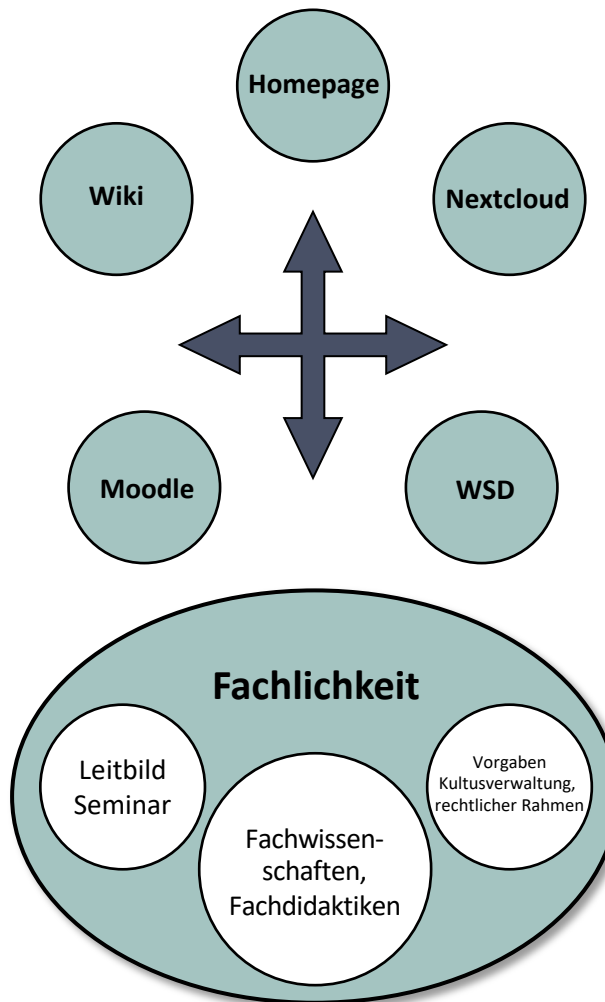 Homepage
Wiki
Nextcloud
Moodle
WSD
Fachlichkeit
Leitbild
Seminar
Fachwissen-
schaften,
Fachdidaktiken
Vorgaben
Kultusverwaltung,
rechtlicher Rahmen